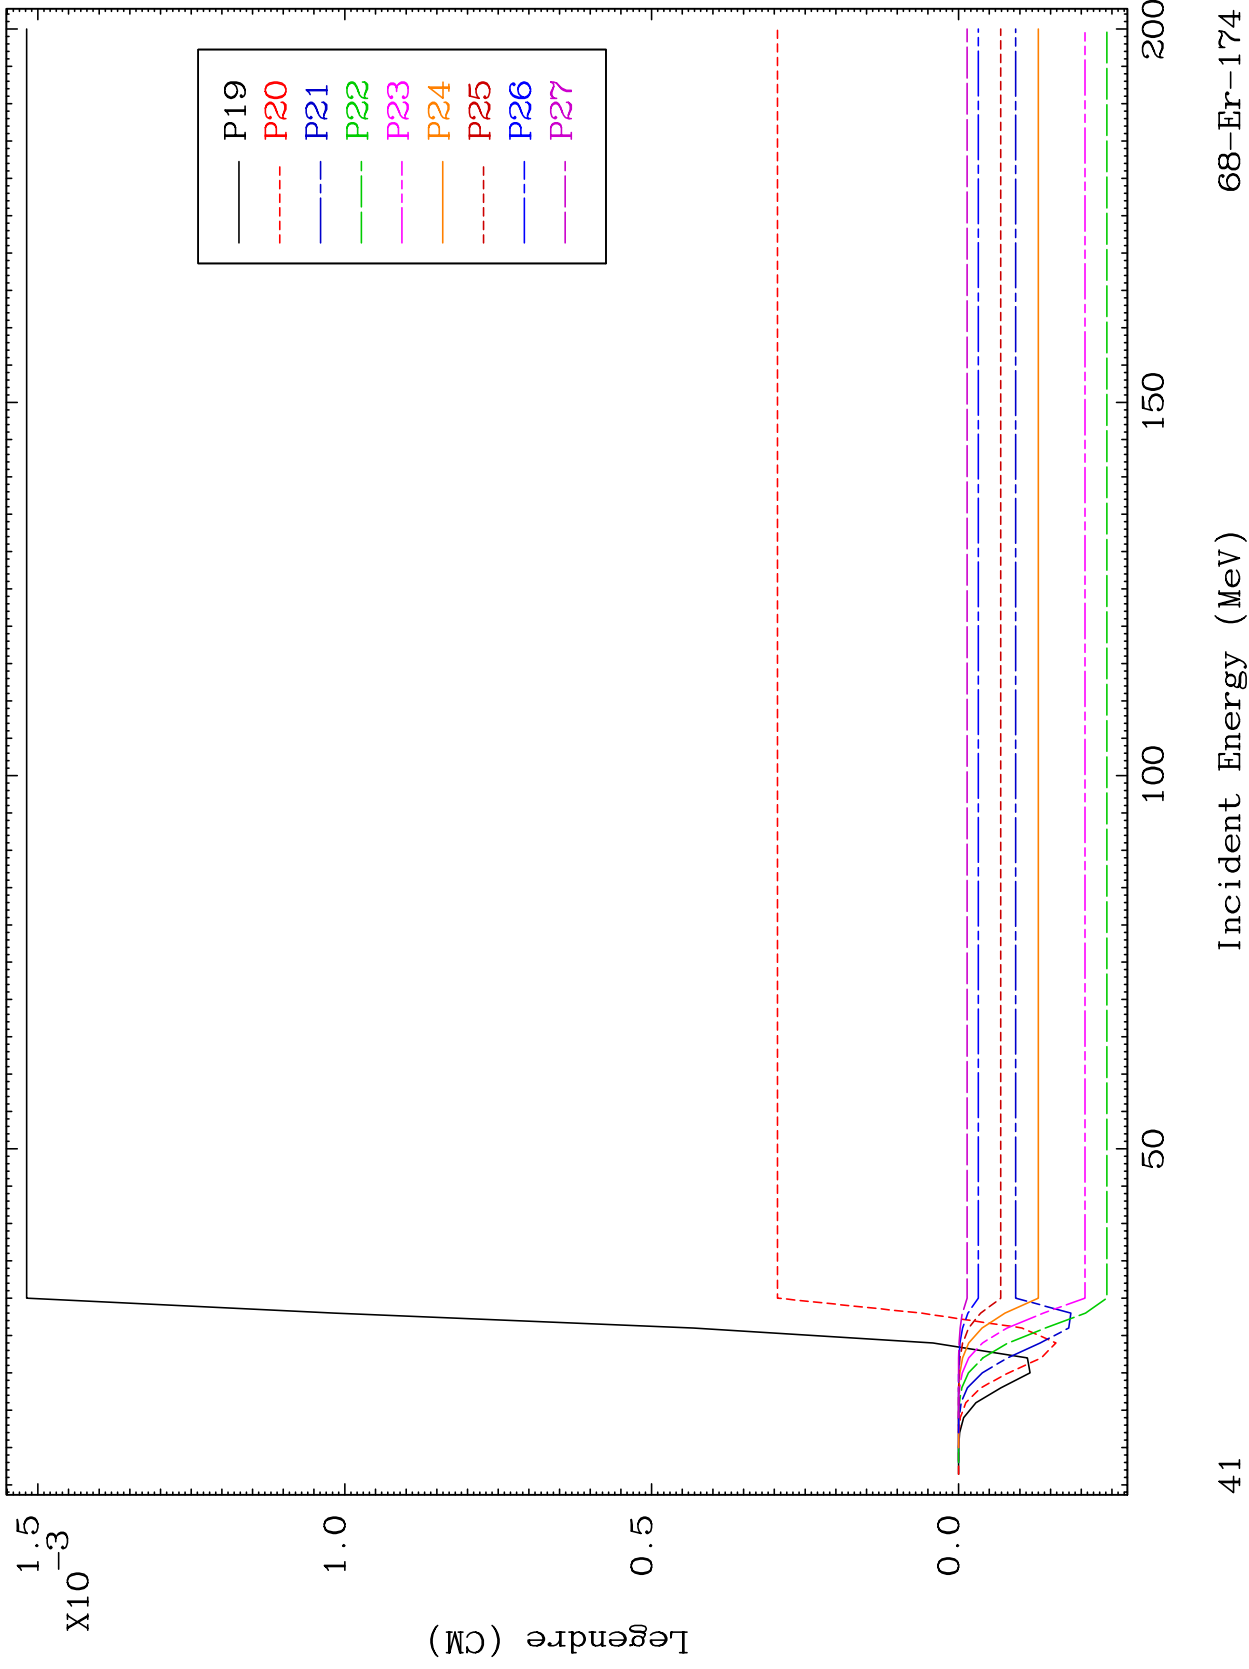 1.5
X10-3
1.0
0.5
0.0
Legendre (CM)
P19
P20
P21
P22
P23
P24
P25
P26
P27
50
100
150
200
Incident Energy (MeV)
41
68-Er-174